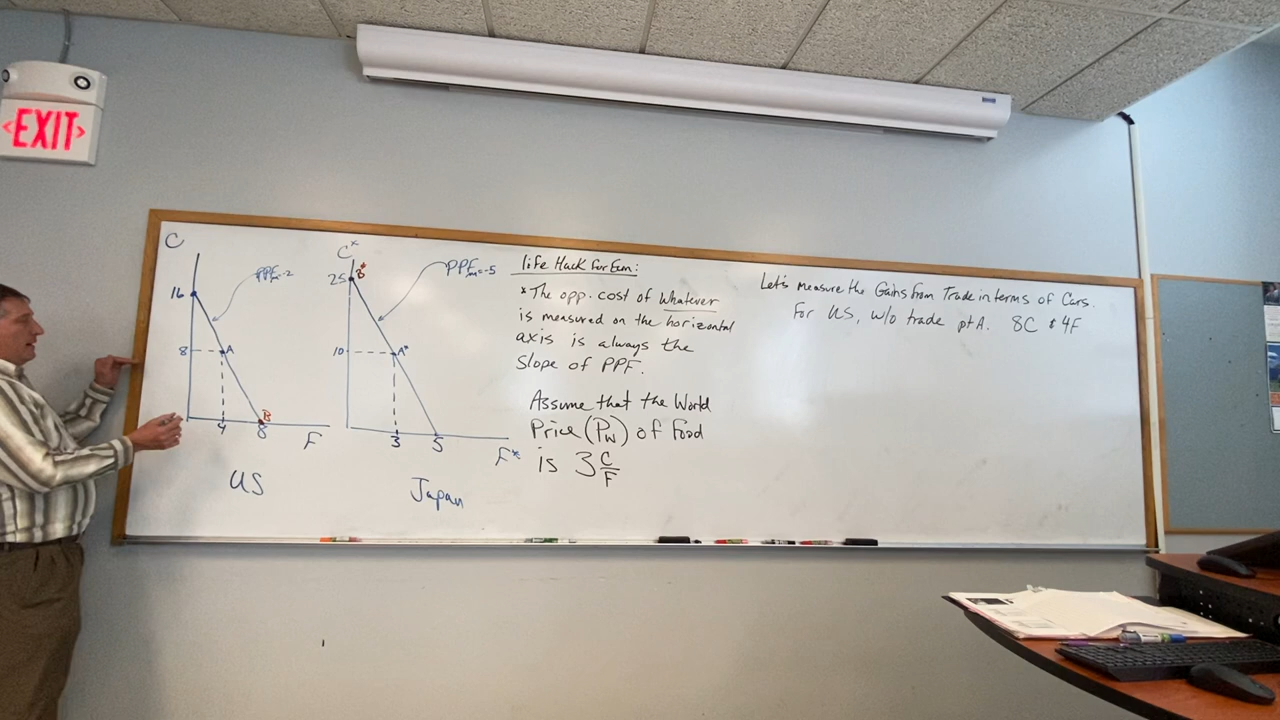 EXIT
C
16
8
A
PPF m=-2
4
8
B
F
US
C*
25
B*
10
A*
PPF m=-5
3
5
F*
Japan
life Hack for Eem:
* The opp. cost of whatever
is measured on the horizontal
axis is always the
Slope of PPF.
Assume that the World
Price (PW) of Food
is 3 C/F
Let's measure the Gains from Trade in terms of Cars.
For US, w/o trade pt A. 8C & 4F